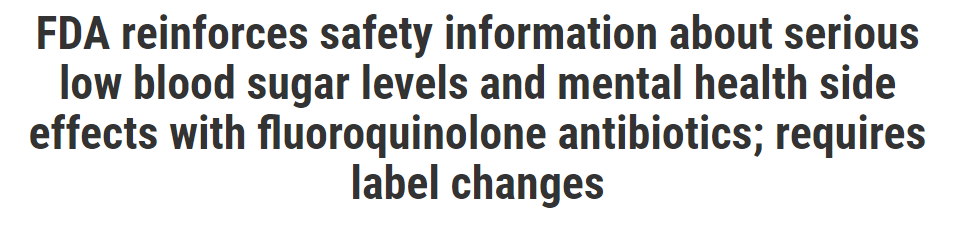 FDA reinforces safety information about serious
low blood sugar levels and mental health side
effects with fluoroquinolone antibiotics; requires
label changes